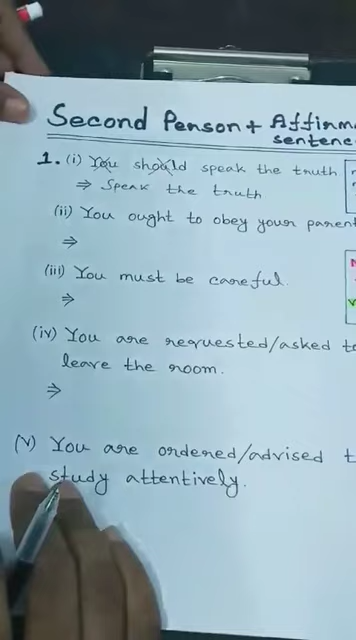 Second Person + Affirm
sentence
1. (i) You should speak the truth
⇒ Speak the truth
(ii) You ought to obey your parent
⇒
(iii) You must be careful.
⇒
(iv) You are requested/asked to
leave the room.
⇒
(v) You are ordered/advised t
study attentively.